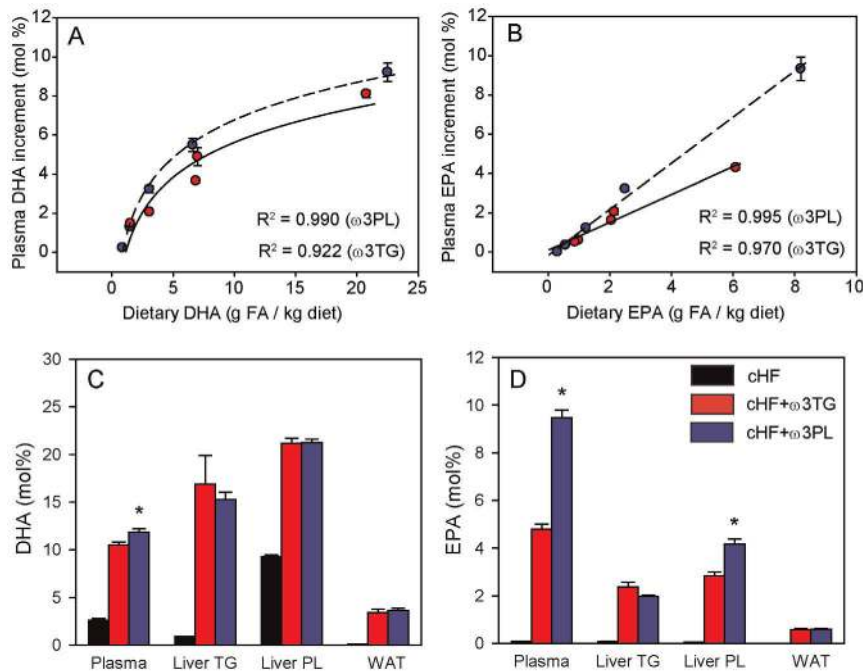 A
Plasma DHA increment (mol %)
12
10
8
6
4
2
0
R² = 0.990 (ω3PL)
R² = 0.922 (ω3TG)
0 5 10 15 20 25
Dietary DHA (g FA / kg diet)
B
Plasma EPA increment (mol %)
12
10
8
6
4
2
0
R² = 0.995 (ω3PL)
R² = 0.970 (ω3TG)
0 2 4 6 8 10
Dietary EPA (g FA / kg diet)
C
DHA (mol%)
30
25
20
15
10
5
0
*
Plasma Liver TG Liver PL WAT
D
EPA (mol%)
12
10
8
6
4
2
0
cHF
cHF+ω3TG
cHF+ω3PL
*
*
Plasma Liver TG Liver PL WAT